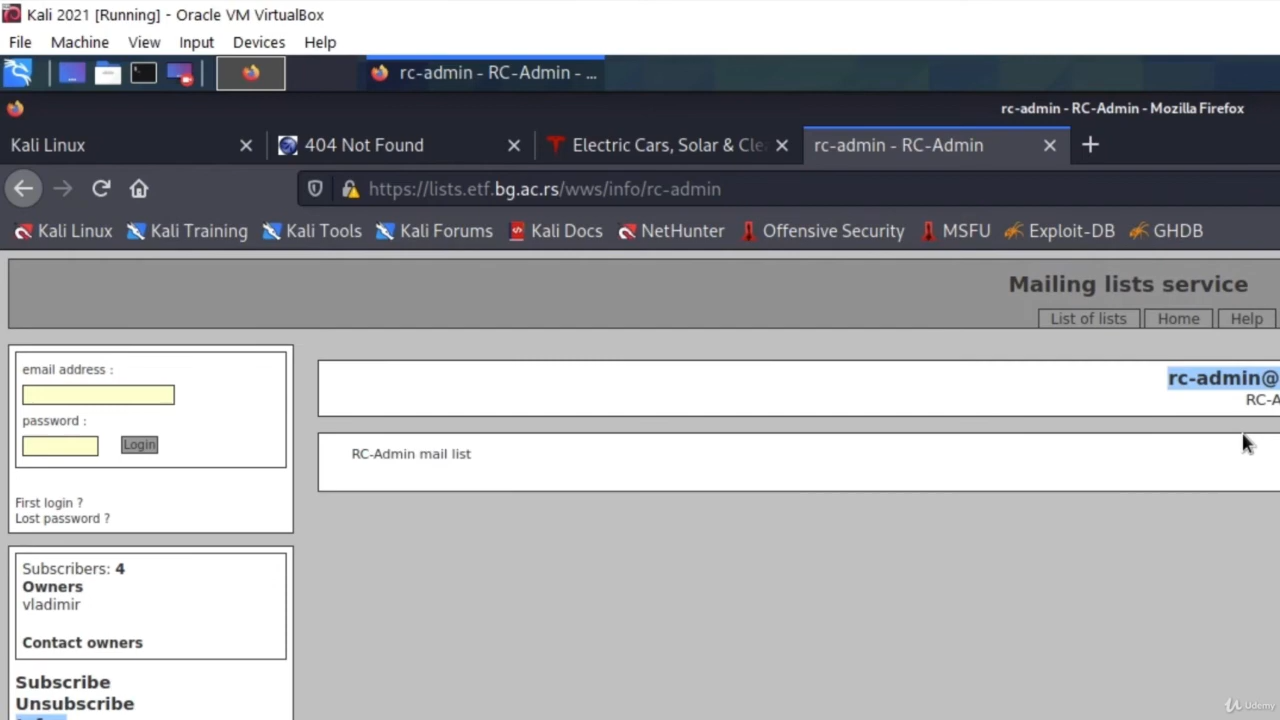 Kali 2021 [Running] - Oracle VM VirtualBox
File Machine View Input Devices Help
rc-admin - RC-Admin - ...
rc-admin - RC-Admin - Mozilla Firefox
Kali Linux 404 Not Found Electric Cars, Solar & Cle rc-admin - RC-Admin
https://lists.etf.bg.ac.rs/wws/info/rc-admin
Kali Linux Kali Training Kali Tools Kali Forums Kali Docs NetHunter Offensive Security MSFU Exploit-DB GHDB
Mailing lists service
List of lists Home Help
email address :
password :
Login
First login ?
Lost password ?
rc-admin@
RC-A
RC-Admin mail list
Subscribers: 4
Owners
vladimir
Contact owners
Subscribe
Unsubscribe
Udemy